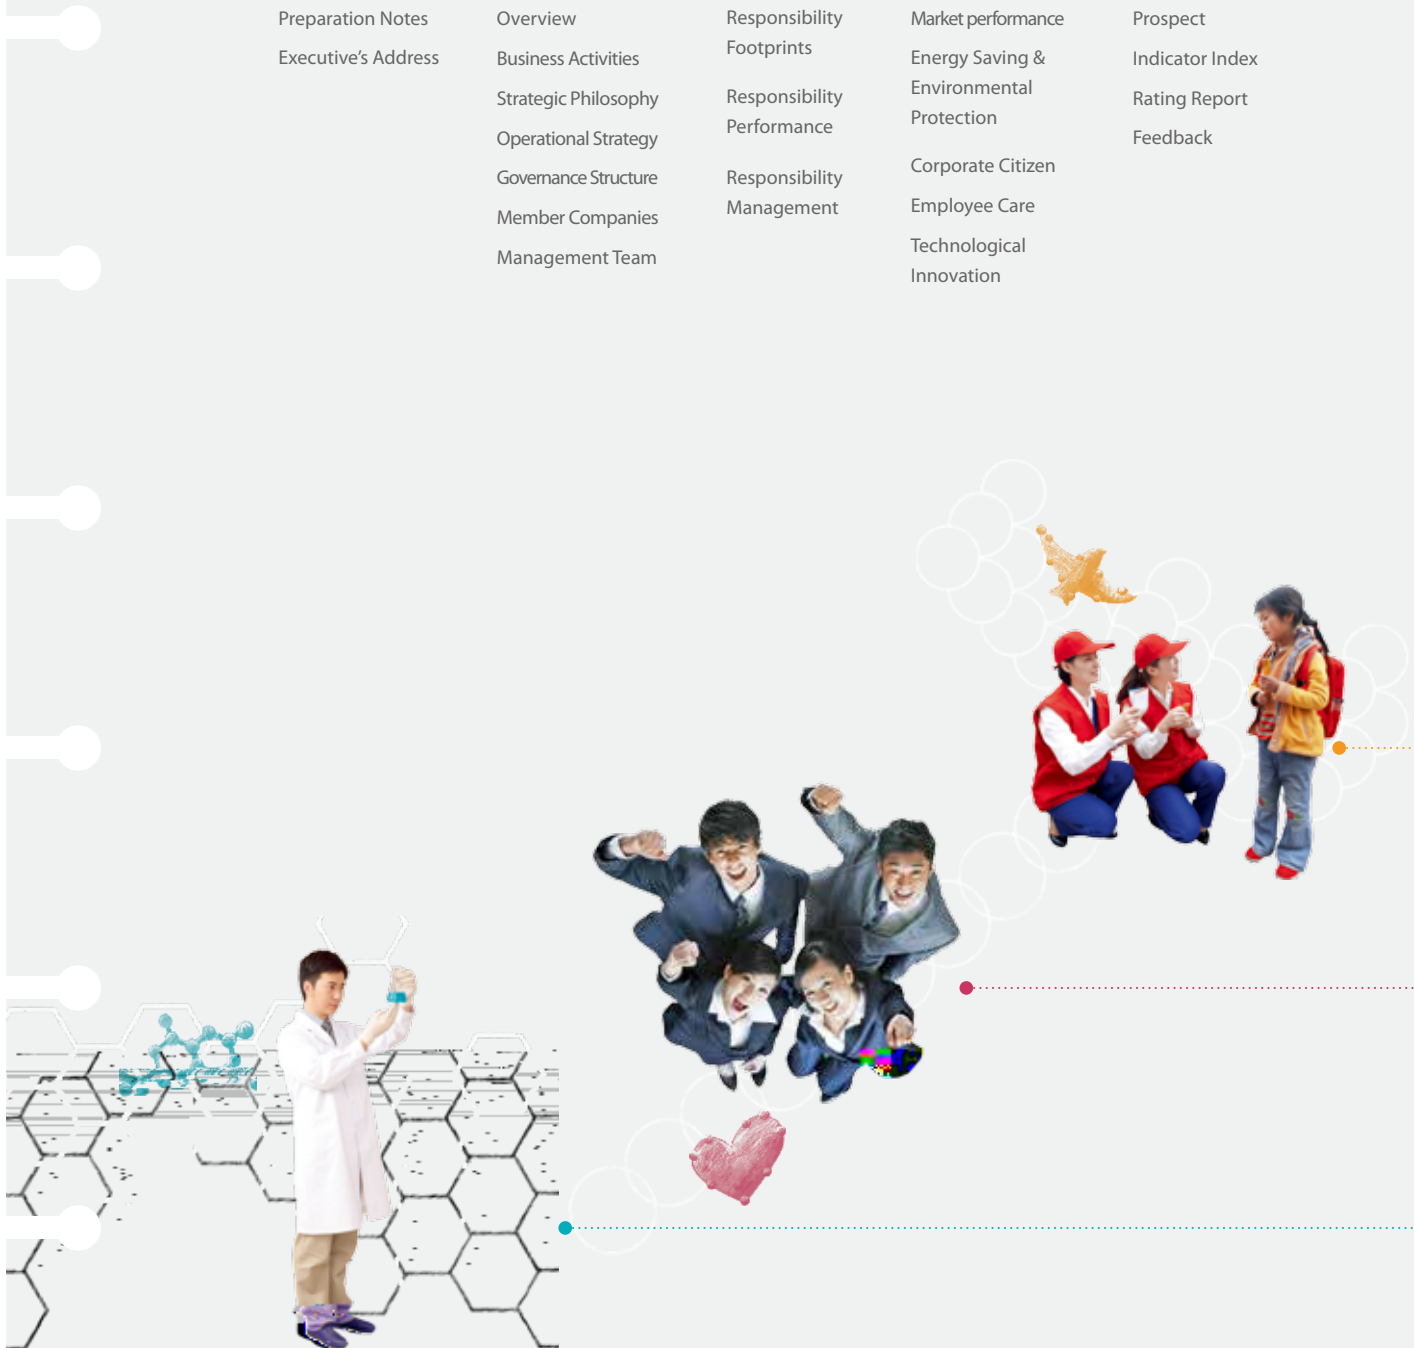 Preparation Notes
Executive’s Address
Overview
Business Activities
Strategic Philosophy
Operational Strategy
Governance Structure
Member Companies
Management Team
Responsibility
Footprints
Responsibility
Performance
Responsibility
Management
Market performance
Energy Saving &
Environmental
Protection
Corporate Citizen
Employee Care
Technological
Innovation
Prospect
Indicator Index
Rating Report
Feedback